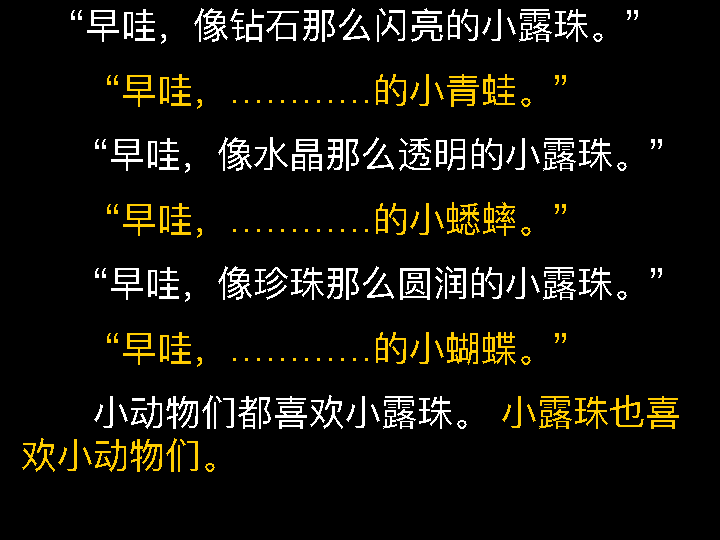 “早哇，像钻石那么闪亮的小露珠。”
“早哇，…………的小青蛙。”
“早哇，像水晶那么透明的小露珠。”
“早哇，…………的小蟋蟀。”
“早哇，像珍珠那么圆润的小露珠。”
“早哇，…………的小蝴蝶。”
小动物们都喜欢小露珠。 小露珠也喜
欢小动物们。